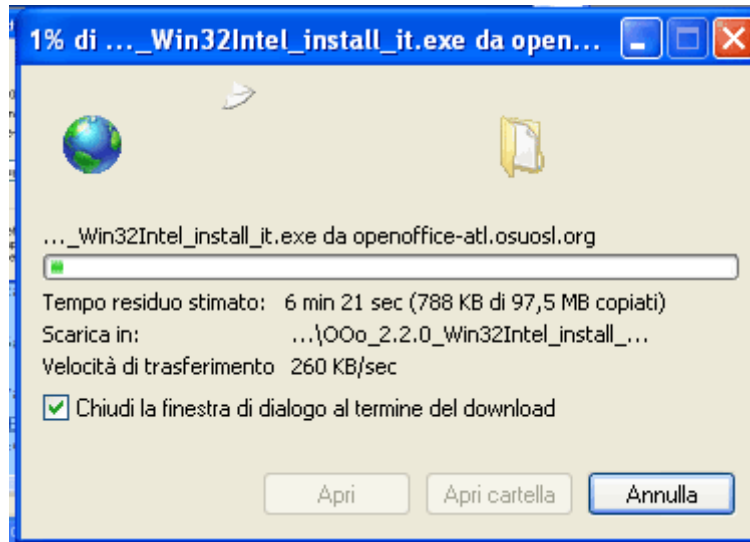 1% di ..._Win32Intel_install_it.exe da open...
..._Win32Intel_install_it.exe da openoffice-atl.osuosl.org
Tempo residuo stimato: 6 min 21 sec (788 KB di 97,5 MB copiati)
Scarica in: ...\OOo_2.2.0_Win32Intel_install_...
Velocità di trasferimento 260 KB/sec
Chiudi la finestra di dialogo al termine del download
Apri Apri cartella Annulla